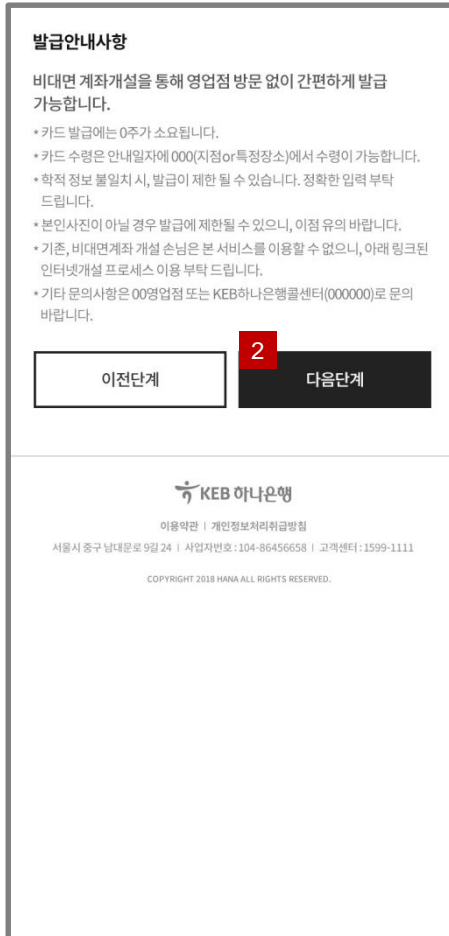 발급안내사항
비대면 계좌개설을 통해 영업점 방문 없이 간편하게 발급
가능합니다.
* 카드 발급에는 0주가 소요됩니다.
* 카드 수령은 안내일자에 000(지점or특정장소)에서 수령이 가능합니다.
* 학적 정보 불일치 시, 발급이 제한 될 수 있습니다. 정확한 입력 부탁
드립니다.
* 본인사진이 아닐 경우 발급에 제한될 수 있으니, 이점 유의 바랍니다.
* 기존, 비대면계좌 개설 손님은 본 서비스를 이용할 수 없으니, 아래 링크된
인터넷개설 프로세스 이용 부탁 드립니다.
* 기타 문의사항은 00영업점 또는 KEB하나은행콜센터(000000)로 문의
바랍니다.
2
이전단계 다음단계
KEB 하나은행
이용약관 | 개인정보처리취급방침
서울시 중구 남대문로 9길 24 | 사업자번호 : 104-86456658 | 고객센터 : 1599-1111
COPYRIGHT 2018 HANA ALL RIGHTS RESERVED.